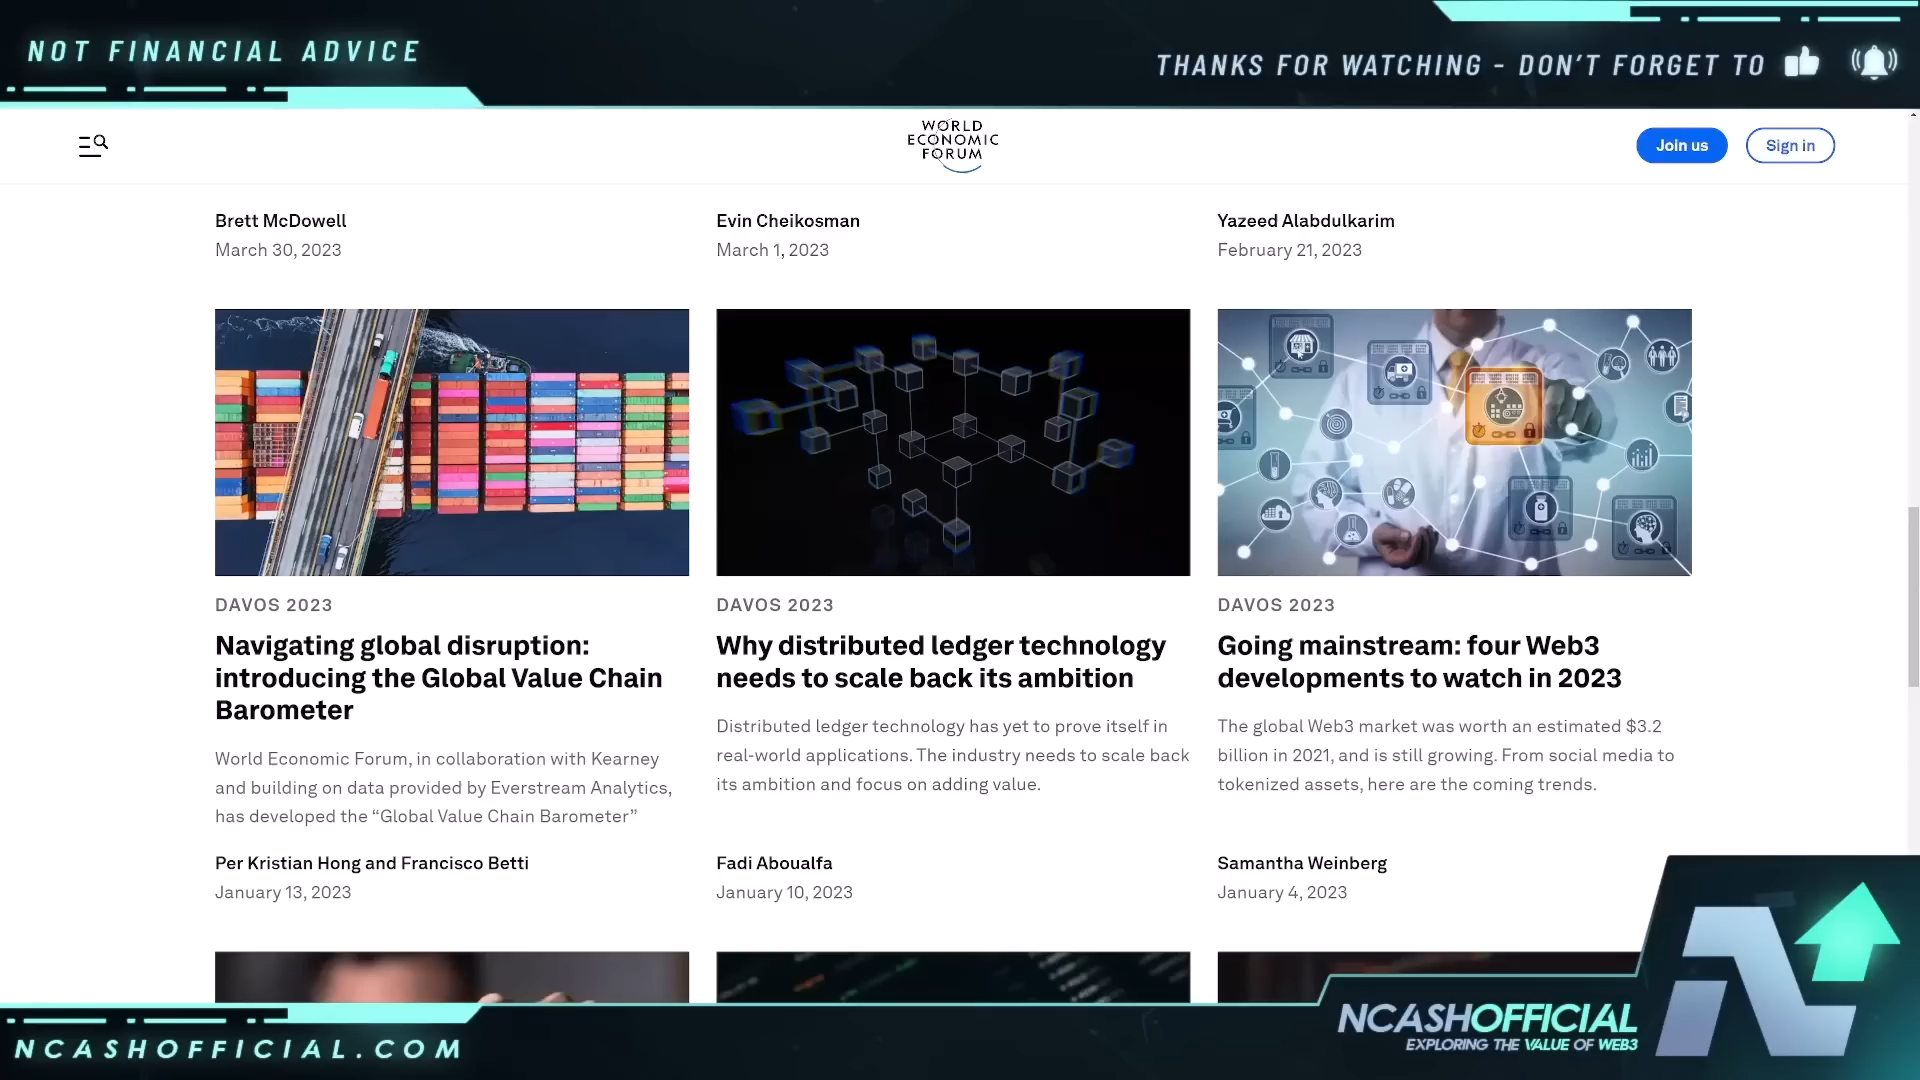 NOT FINANCIAL ADVICE
THANKS FOR WATCHING - DON'T FORGET TO
WORLD
ECONOMIC
FORUM
Join us
Sign in
Brett McDowell
March 30, 2023
Evin Cheikosman
March 1, 2023
Yazeed Alabdulkarim
February 21, 2023
DAVOS 2023
Navigating global disruption:
introducing the Global Value Chain
Barometer
World Economic Forum, in collaboration with Kearney
and building on data provided by Everstream Analytics,
has developed the “Global Value Chain Barometer”
Per Kristian Hong and Francisco Betti
January 13, 2023
DAVOS 2023
Why distributed ledger technology
needs to scale back its ambition
Distributed ledger technology has yet to prove itself in
real-world applications. The industry needs to scale back
its ambition and focus on adding value.
Fadi Aboualfa
January 10, 2023
DAVOS 2023
Going mainstream: four Web3
developments to watch in 2023
The global Web3 market was worth an estimated $3.2
billion in 2021, and is still growing. From social media to
tokenized assets, here are the coming trends.
Samantha Weinberg
January 4, 2023
NCASHOFFICIAL
EXPLORING THE VALUE OF WEB3
NCASHOFFICIAL.COM